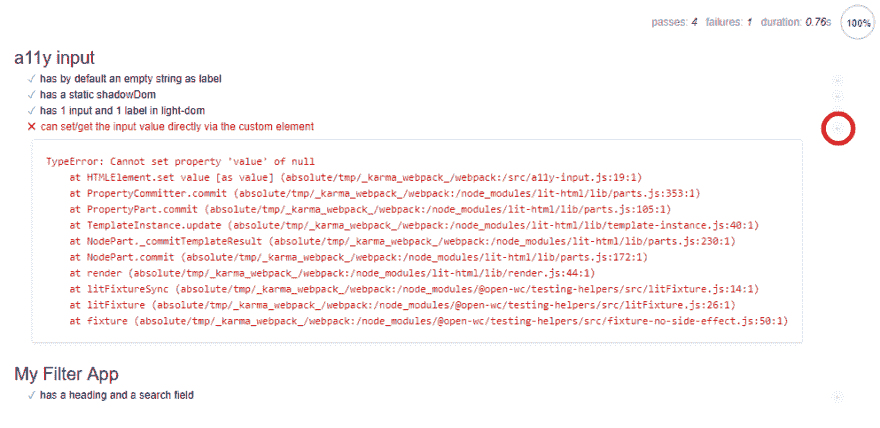 passes: 4 failures: 1 duration: 0.76s 100%
a11y input
✓ has by default an empty string as label
✓ has a static shadowDom
✓ has 1 input and 1 label in light-dom
✕ can set/get the input value directly via the custom element
TypeError: Cannot set property 'value' of null
at HTMLElement.set value [as value] (absolute/tmp/_karma_webpack_/webpack:/src/a11y-input.js:19:1)
at PropertyCommitter.commit (absolute/tmp/_karma_webpack_/webpack:/node_modules/lit-html/lib/parts.js:353:1)
at PropertyPart.commit (absolute/tmp/_karma_webpack_/webpack:/node_modules/lit-html/lib/parts.js:105:1)
at TemplateInstance.update (absolute/tmp/_karma_webpack_/webpack:/node_modules/lit-html/lib/template-instance.js:40:1)
at NodePart._commitTemplateResult (absolute/tmp/_karma_webpack_/webpack:/node_modules/lit-html/lib/parts.js:230:1)
at NodePart.commit (absolute/tmp/_karma_webpack_/webpack:/node_modules/lit-html/lib/parts.js:172:1)
at render (absolute/tmp/_karma_webpack_/webpack:/node_modules/lit-html/lib/render.js:44:1)
at litFixtureSync (absolute/tmp/_karma_webpack_/webpack:/node_modules/@open-wc/testing-helpers/src/litFixture.js:14:1)
at litFixture (absolute/tmp/_karma_webpack_/webpack:/node_modules/@open-wc/testing-helpers/src/litFixture.js:26:1)
at fixture (absolute/tmp/_karma_webpack_/webpack:/node_modules/@open-wc/testing-helpers/src/fixture-no-side-effect.js:50:1)
My Filter App
✓ has a heading and a search field